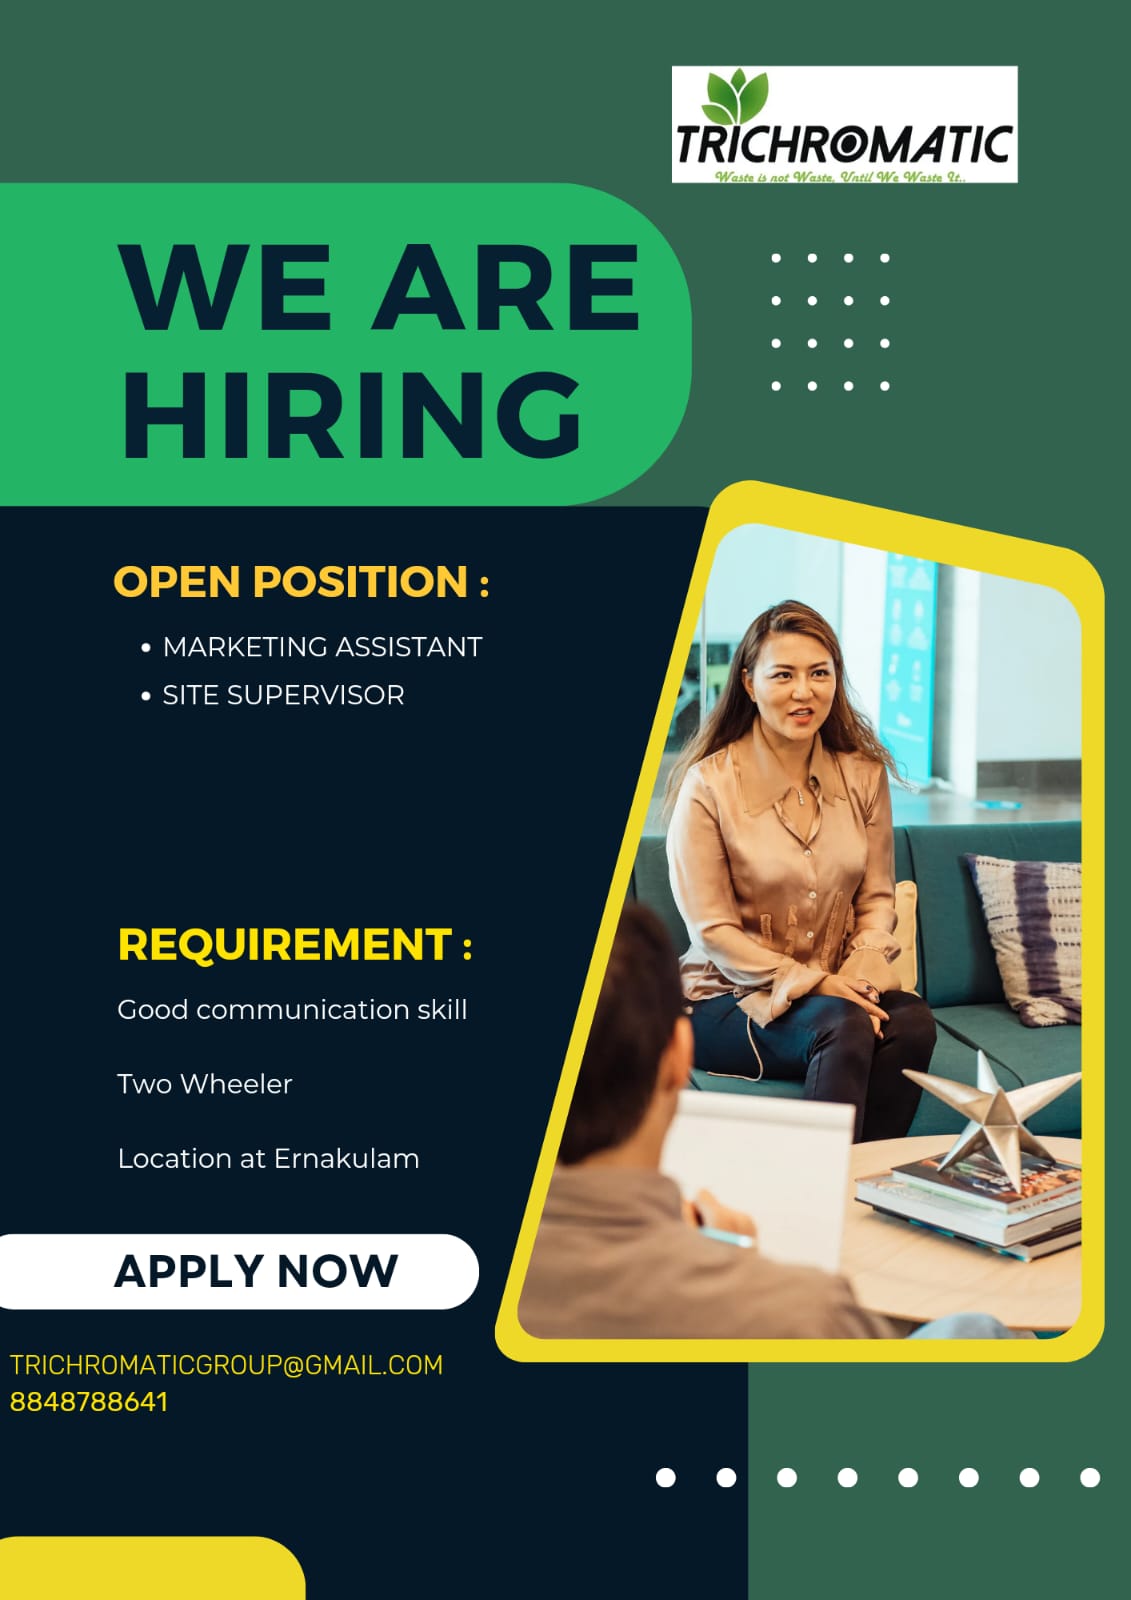 TRICHROMATIC
Waste is not Waste, Until We Waste It..
WE ARE
HIRING
OPEN POSITION :
• MARKETING ASSISTANT
• SITE SUPERVISOR
REQUIREMENT :
Good communication skill
Two Wheeler
Location at Ernakulam
APPLY NOW
TRICHROMATICGROUP@GMAIL.COM
8848788641